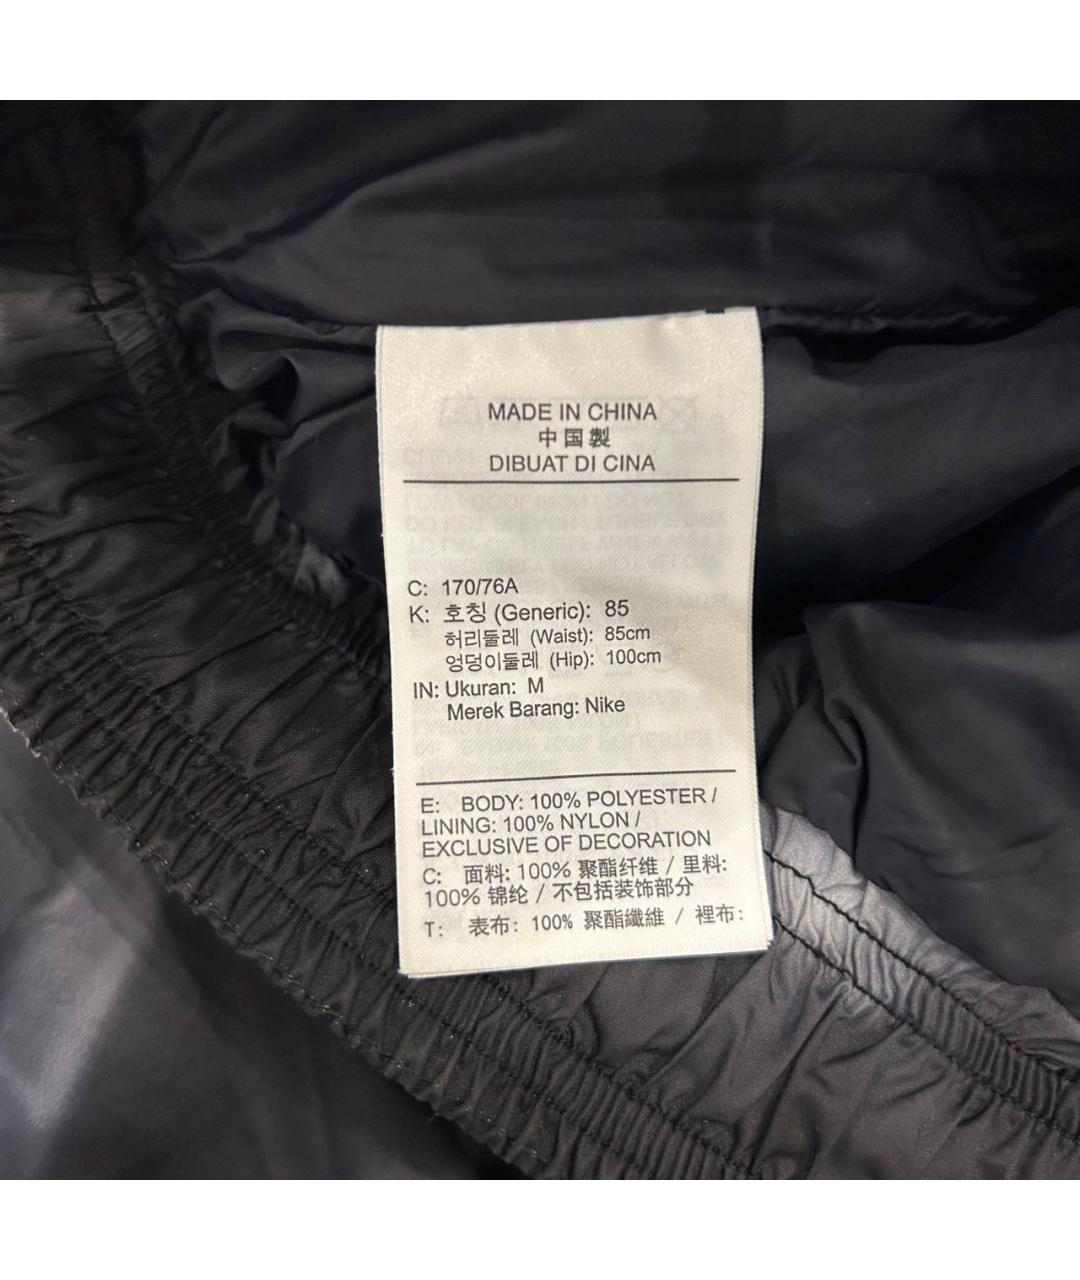 MADE IN CHINA
中国製
DIBUAT DI CINA
C: 170/76A
K: 호칭 (Generic): 85
허리둘레 (Waist): 85cm
엉덩이둘레 (Hip): 100cm
IN: Ukuran: M
Merek Barang: Nike
E: BODY: 100% POLYESTER /
LINING: 100% NYLON /
EXCLUSIVE OF DECORATION
C: 面料: 100% 聚酯纤维 / 里料:
100% 锦纶 / 不包括装饰部分
T: 表布: 100% 聚酯纖維 / 裡布: